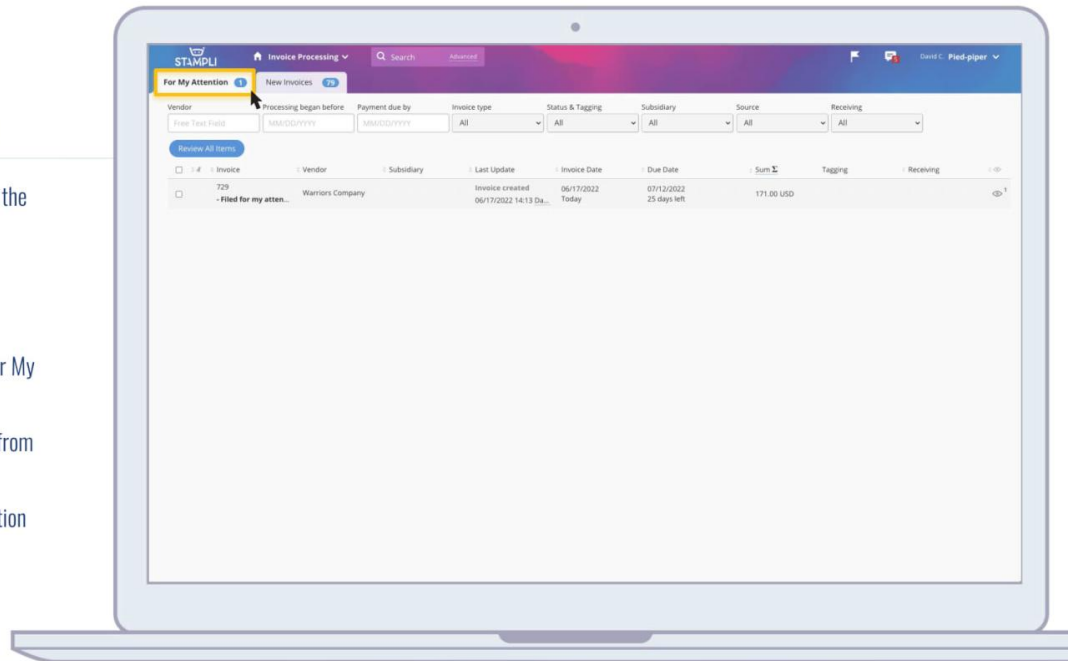 the
r My
from
tion
STAMPLI
Invoice Processing
Search
Advanced
David C. Pied-piper
For My Attention 1
New Invoices 79
Vendor
Processing began before
Payment due by
Invoice type
Status & Tagging
Subsidiary
Source
Receiving
Free Text Field
MM/DD/YYYY
MM/DD/YYYY
All
All
All
All
All
Review All Items
# Invoice Vendor Subsidiary Last Update Invoice Date Due Date Sum Σ Tagging Receiving
729 Warriors Company Invoice created 06/17/2022 07/12/2022 171.00 USD 1
- Filed for my atten... 06/17/2022 14:13 Da... Today 25 days left